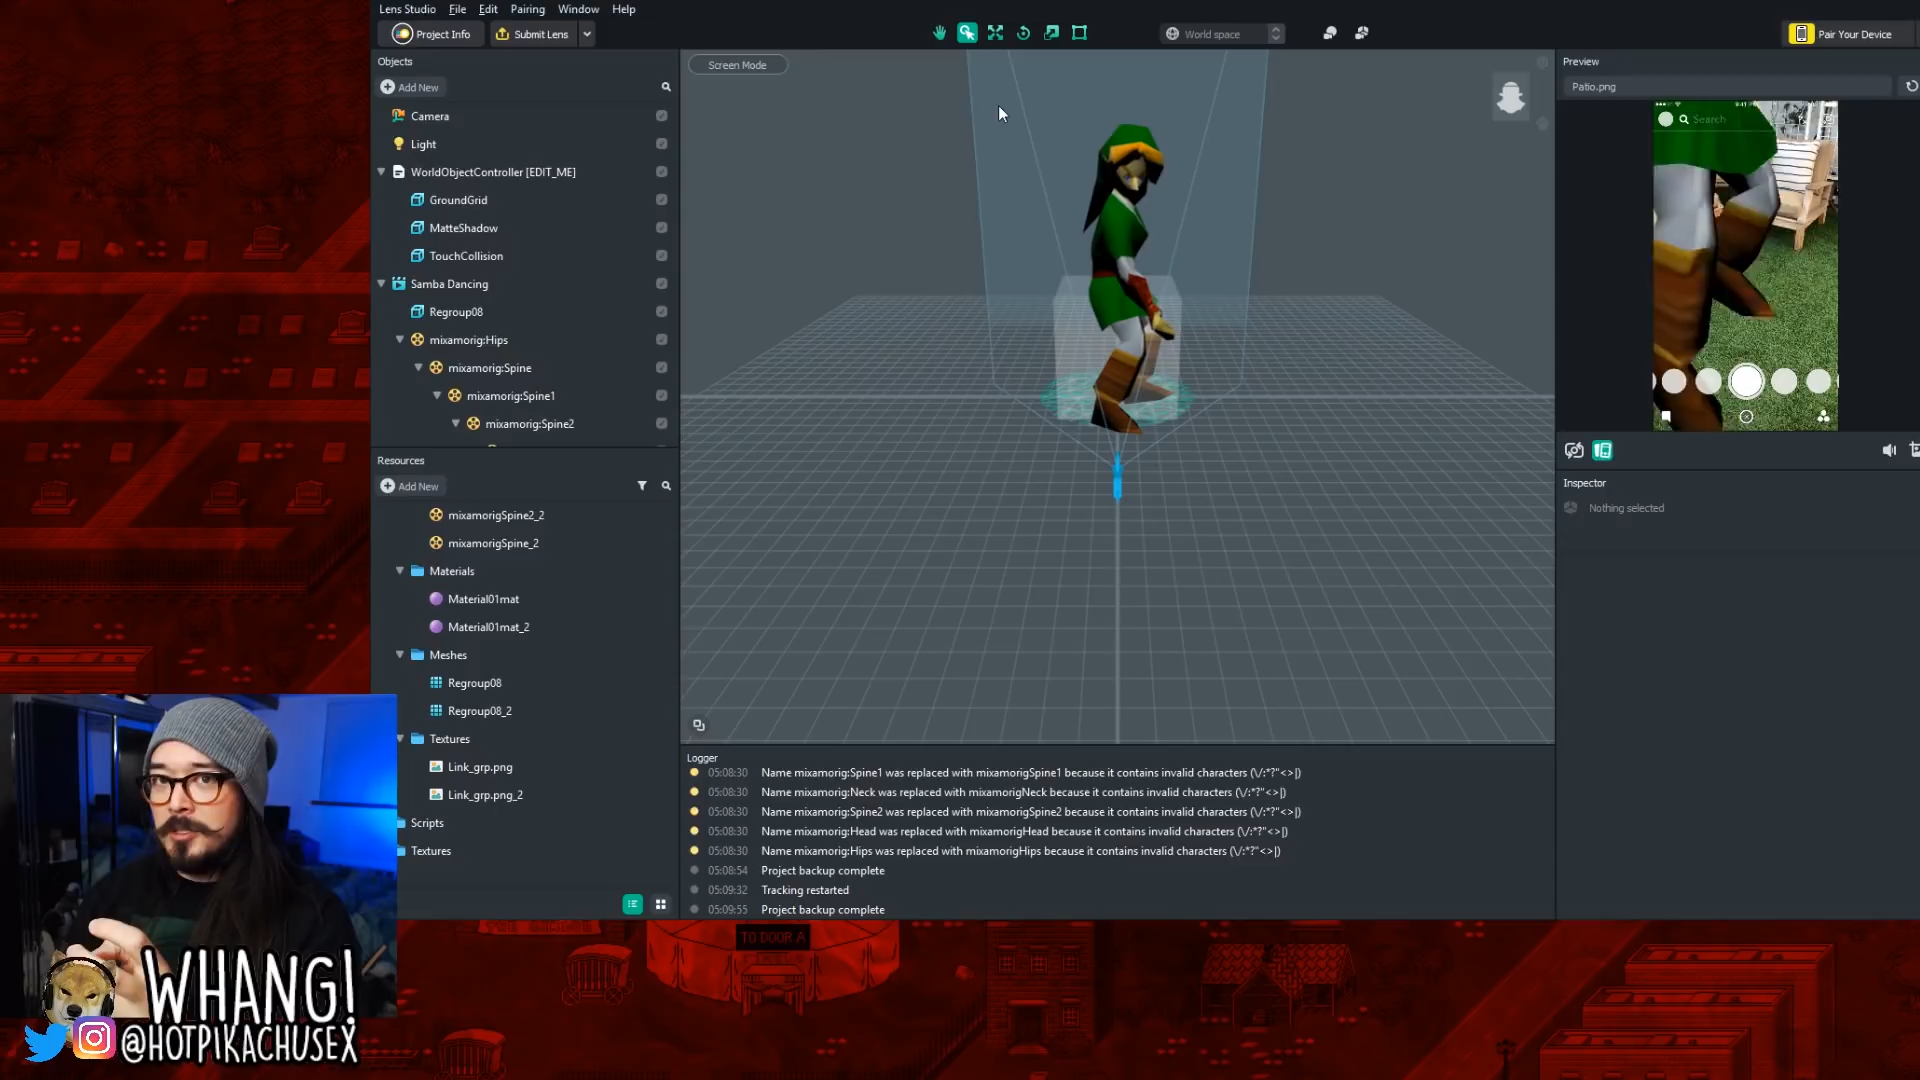 Lens Studio File Edit Pairing Window Help
Project Info Submit Lens World space Pair Your Device
Objects
Add New
Camera
Light
WorldObjectController [EDIT_ME]
GroundGrid
MatteShadow
TouchCollision
Samba Dancing
Regroup08
mixamorig:Hips
mixamorig:Spine
mixamorig:Spine1
mixamorig:Spine2
Resources
Add New
mixamorigSpine2_2
mixamorigSpine_2
Materials
Material01mat
Material01mat_2
Meshes
Regroup08
Regroup08_2
Textures
Link_grp.png
Link_grp.png_2
Scripts
Textures
Screen Mode
Logger
05:08:30 Name mixamorig:Spine1 was replaced with mixamorigSpine1 because it contains invalid characters (\/:*?"<>|)
05:08:30 Name mixamorig:Neck was replaced with mixamorigNeck because it contains invalid characters (\/:*?"<>|)
05:08:30 Name mixamorig:Spine2 was replaced with mixamorigSpine2 because it contains invalid characters (\/:*?"<>|)
05:08:30 Name mixamorig:Head was replaced with mixamorigHead because it contains invalid characters (\/:*?"<>|)
05:08:30 Name mixamorig:Hips was replaced with mixamorigHips because it contains invalid characters (\/:*?"<>|)
05:08:54 Project backup complete
05:09:32 Tracking restarted
05:09:55 Project backup complete
Preview
Patio.png
9:41
Search
Inspector
Nothing selected
TO DOOR A
WHANG!
@HOTPIKACHUSEX